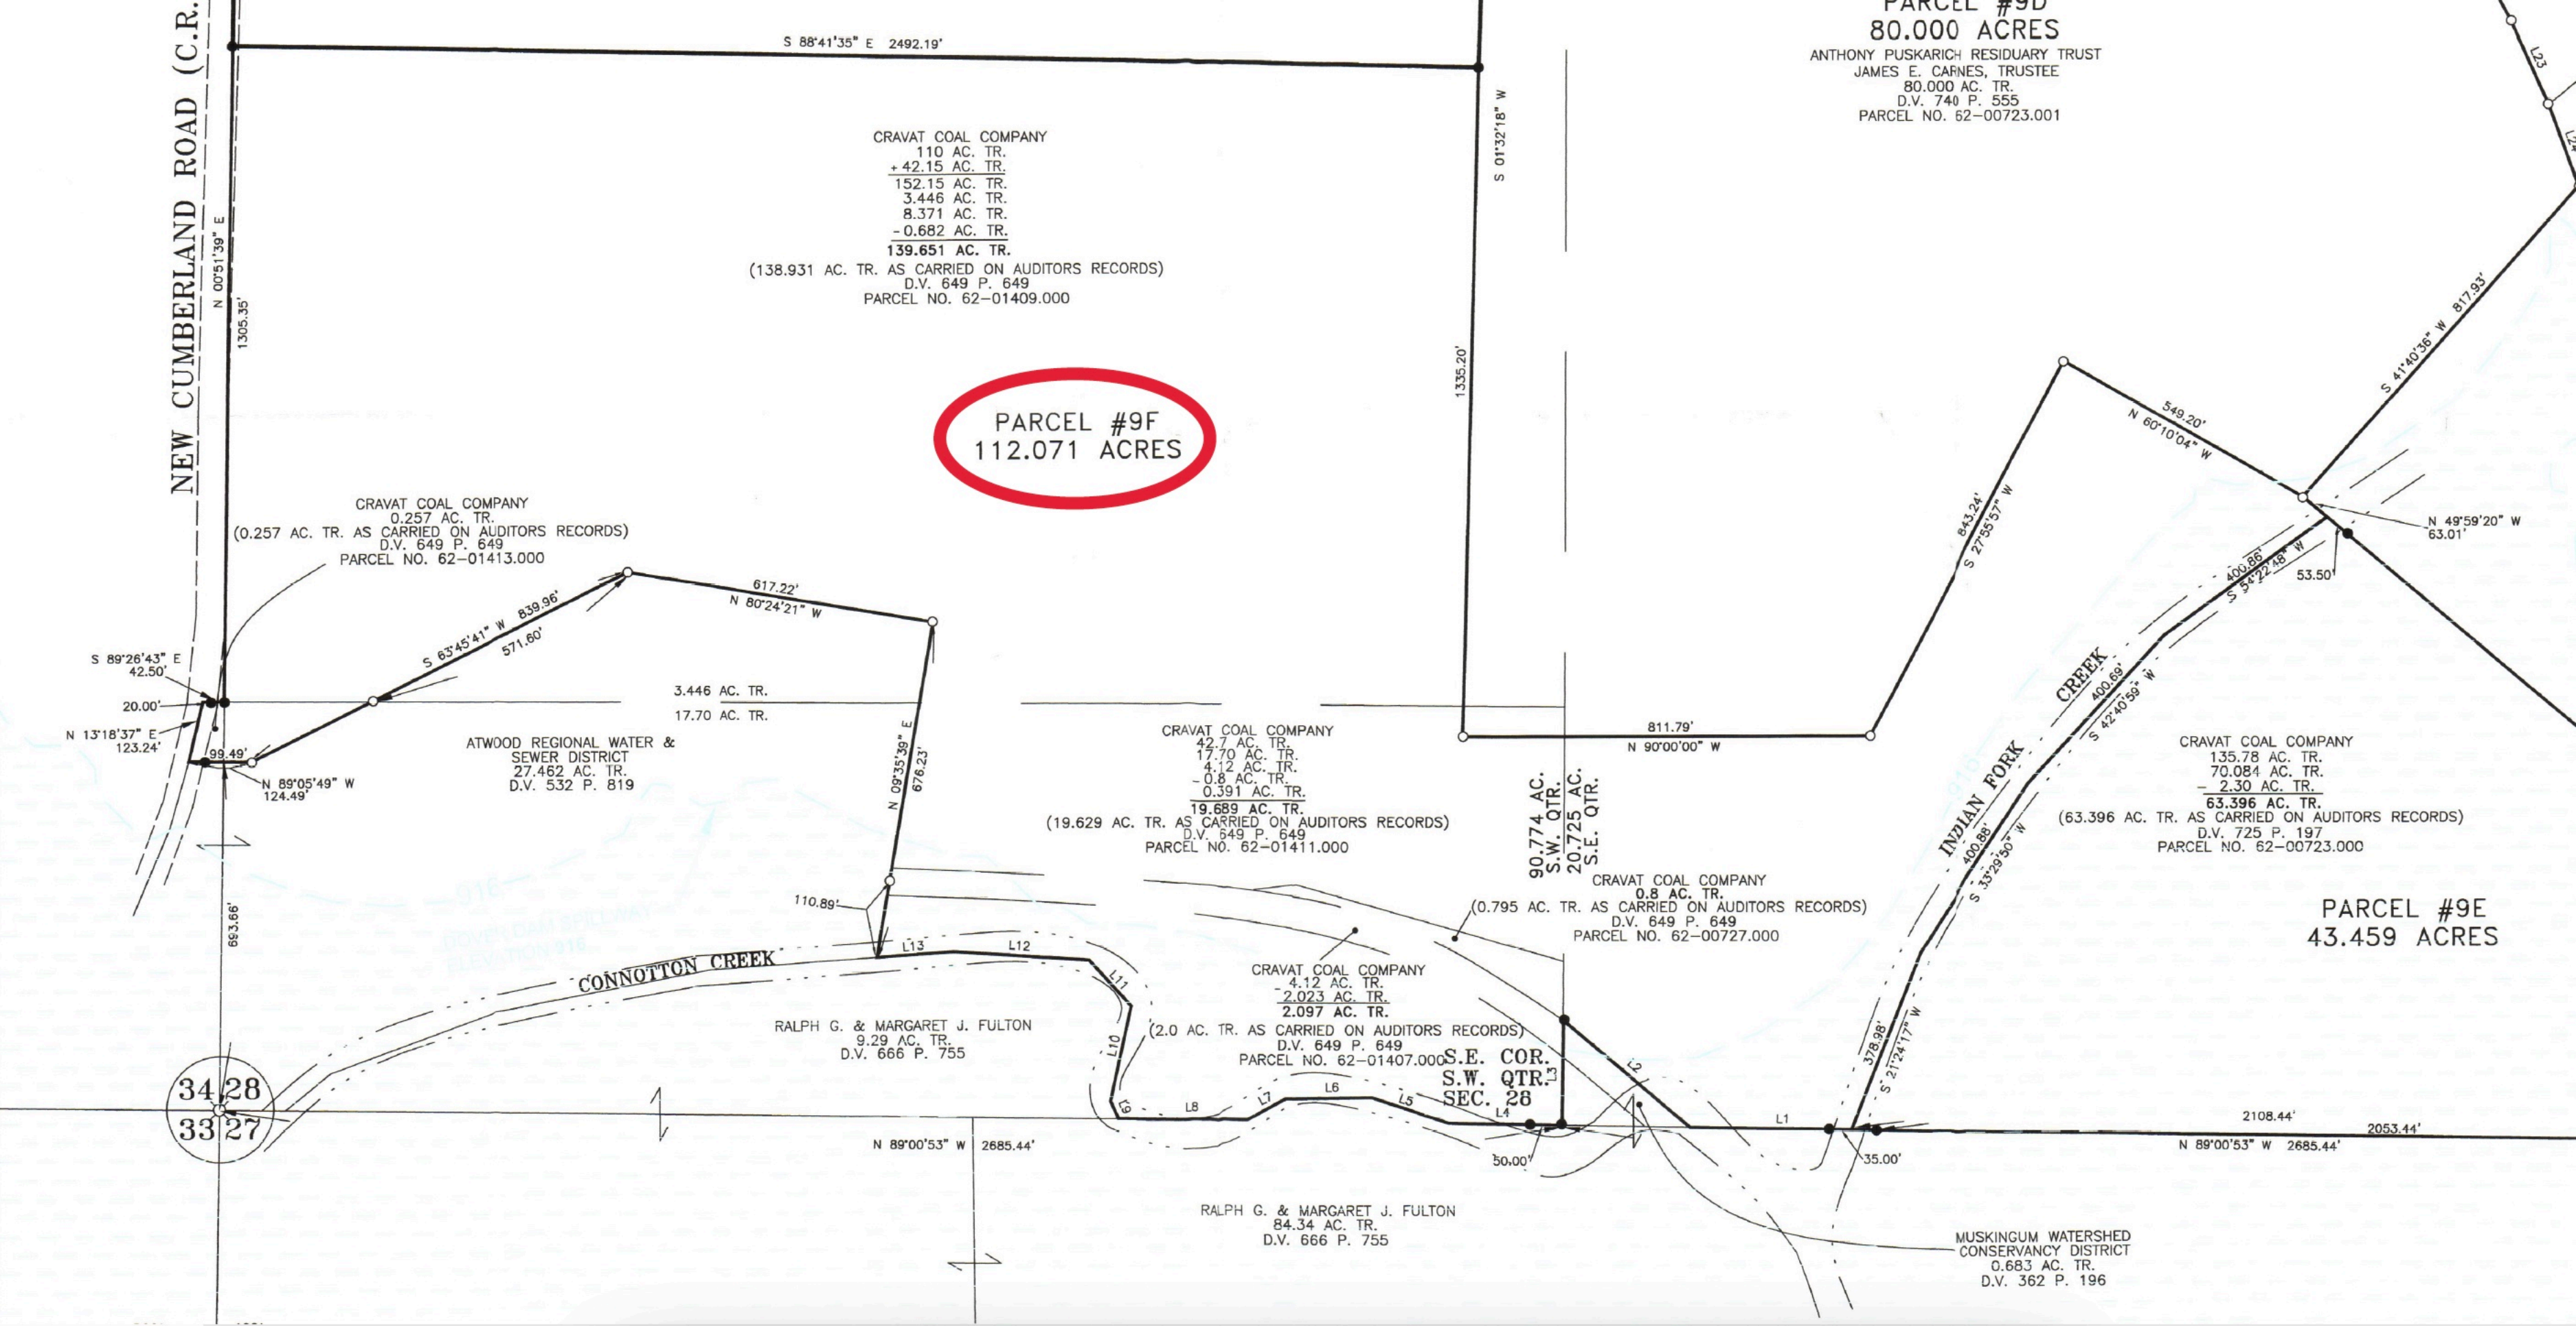 NEW CUMBERLAND ROAD (C.R.
S 88°41'35" E 2492.19'
N 00°51'39" E
1305.35'
S 01°32'18" W
1335.20'
PARCEL #9D
80.000 ACRES
ANTHONY PUSKARICH RESIDUARY TRUST
JAMES E. CARNES, TRUSTEE
80.000 AC. TR.
D.V. 740 P. 555
PARCEL NO. 62-00723.001
L23
L24
CRAVAT COAL COMPANY
110 AC. TR.
+ 42.15 AC. TR.
152.15 AC. TR.
3.446 AC. TR.
8.371 AC. TR.
- 0.682 AC. TR.
139.651 AC. TR.
(138.931 AC. TR. AS CARRIED ON AUDITORS RECORDS)
D.V. 649 P. 649
PARCEL NO. 62-01409.000
PARCEL #9F
112.071 ACRES
CRAVAT COAL COMPANY
0.257 AC. TR.
(0.257 AC. TR. AS CARRIED ON AUDITORS RECORDS)
D.V. 649 P. 649
PARCEL NO. 62-01413.000
S 41°40'36" W 817.93'
549.20'
N 60°10'04" W
843.24'
S 27°55'57" W
N 49°59'20" W
63.01'
53.50'
400.86'
S 54°22'48" W
617.22'
N 80°24'21" W
S 63°45'41" W 839.96'
571.60'
S 89°26'43" E
42.50'
20.00'
N 13°18'37" E
123.24'
99.49'
N 89°05'49" W
124.49'
3.446 AC. TR.
17.70 AC. TR.
ATWOOD REGIONAL WATER &
SEWER DISTRICT
27.462 AC. TR.
D.V. 532 P. 819
N 09°35'39" E
676.23'
110.89'
693.66'
CRAVAT COAL COMPANY
42.7 AC. TR.
17.70 AC. TR.
4.12 AC. TR.
- 0.8 AC. TR.
0.391 AC. TR.
19.689 AC. TR.
(19.629 AC. TR. AS CARRIED ON AUDITORS RECORDS)
D.V. 649 P. 649
PARCEL NO. 62-01411.000
811.79'
N 90°00'00" W
90.774 AC.
S.W. QTR.
20.725 AC.
S.E. QTR.
CRAVAT COAL COMPANY
0.8 AC. TR.
(0.795 AC. TR. AS CARRIED ON AUDITORS RECORDS)
D.V. 649 P. 649
PARCEL NO. 62-00727.000
INDIAN FORK CREEK
400.69'
S 42°40'59" W
400.88'
S 33°29'50" W
378.98'
S 21°24'17" W
CRAVAT COAL COMPANY
135.78 AC. TR.
70.084 AC. TR.
- 2.30 AC. TR.
63.396 AC. TR.
(63.396 AC. TR. AS CARRIED ON AUDITORS RECORDS)
D.V. 725 P. 197
PARCEL NO. 62-00723.000
PARCEL #9E
43.459 ACRES
916
DOVER DAM SPILLWAY
ELEVATION 916
CONNOTTON CREEK
L13
L12
L11
L10
L9
L8
L7
L6
L5
L4
L3
L2
L1
CRAVAT COAL COMPANY
4.12 AC. TR.
- 2.023 AC. TR.
2.097 AC. TR.
(2.0 AC. TR. AS CARRIED ON AUDITORS RECORDS)
D.V. 649 P. 649
PARCEL NO. 62-01407.000
S.E. COR.
S.W. QTR.
SEC. 28
RALPH G. & MARGARET J. FULTON
9.29 AC. TR.
D.V. 666 P. 755
34 28
33 27
N 89°00'53" W 2685.44'
50.00'
35.00'
2108.44'
2053.44'
N 89°00'53" W 2685.44'
RALPH G. & MARGARET J. FULTON
84.34 AC. TR.
D.V. 666 P. 755
MUSKINGUM WATERSHED
CONSERVANCY DISTRICT
0.683 AC. TR.
D.V. 362 P. 196